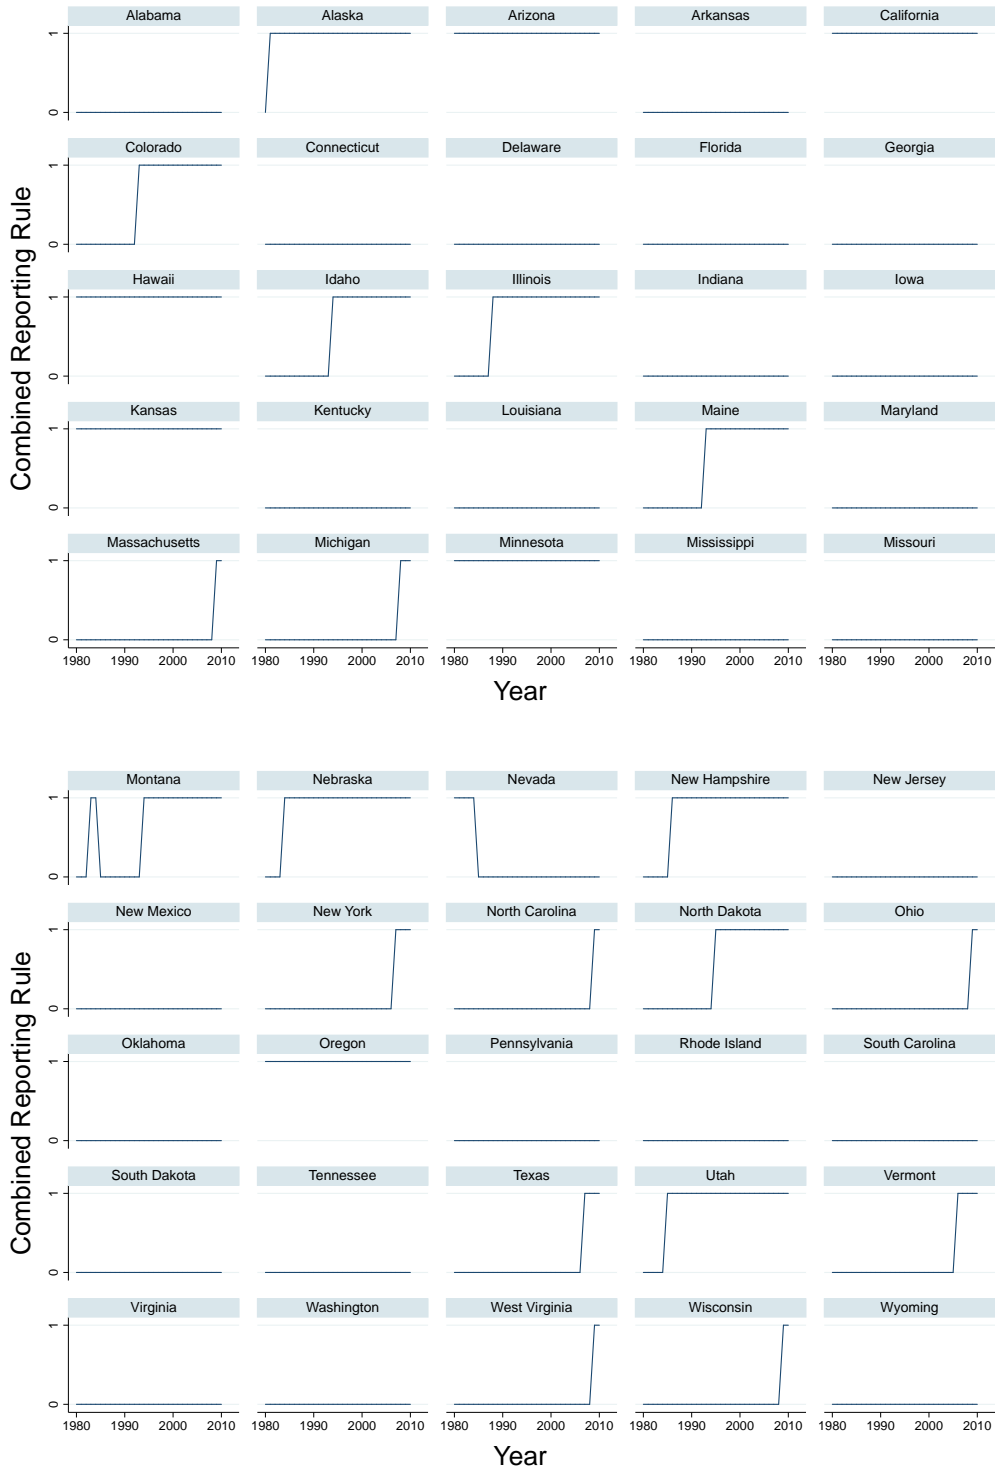 Alabama Alaska Arizona Arkansas California
1
0
Colorado Connecticut Delaware Florida Georgia
1
0
Hawaii Idaho Illinois Indiana Iowa
1
0
Kansas Kentucky Louisiana Maine Maryland
1
0
Massachusetts Michigan Minnesota Mississippi Missouri
1
0
1980 1990 2000 2010 1980 1990 2000 2010 1980 1990 2000 2010 1980 1990 2000 2010 1980 1990 2000 2010
Combined Reporting Rule
Year
Montana Nebraska Nevada New Hampshire New Jersey
1
0
New Mexico New York North Carolina North Dakota Ohio
1
0
Oklahoma Oregon Pennsylvania Rhode Island South Carolina
1
0
South Dakota Tennessee Texas Utah Vermont
1
0
Virginia Washington West Virginia Wisconsin Wyoming
1
0
1980 1990 2000 2010 1980 1990 2000 2010 1980 1990 2000 2010 1980 1990 2000 2010 1980 1990 2000 2010
Combined Reporting Rule
Year